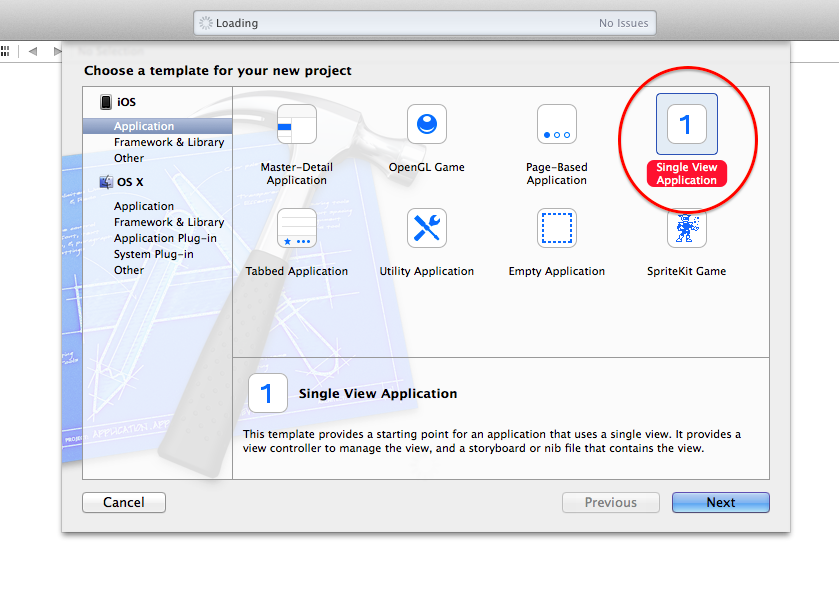 Loading
No Issues
No Selection
Choose a template for your new project
iOS
Application
Framework & Library
Other
OS X
Application
Framework & Library
Application Plug-in
System Plug-in
Other
Master-Detail
Application
OpenGL Game
Page-Based
Application
1
Single View
Application
Tabbed Application
Utility Application
Empty Application
SpriteKit Game
1
Single View Application
This template provides a starting point for an application that uses a single view. It provides a
view controller to manage the view, and a storyboard or nib file that contains the view.
Cancel
Previous
Next